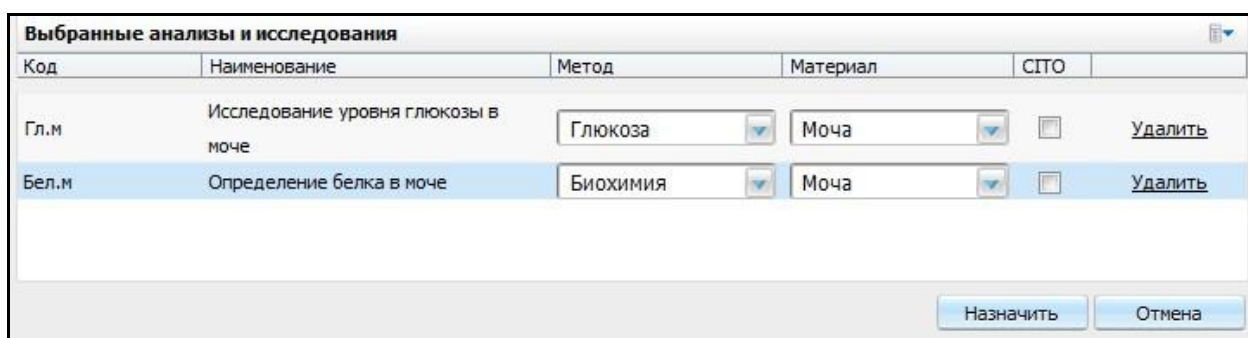 Выбранные анализы и исследования
Код Наименование Метод Материал CITO
Гл.м Исследование уровня глюкозы в моче Глюкоза Моча Удалить
Бел.м Определение белка в моче Биохимия Моча Удалить
Назначить Отмена